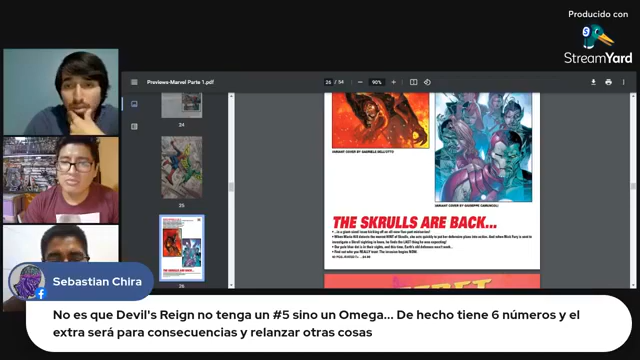 Producido con
StreamYard
Previews-Marvel Parte 1.pdf
26 / 54
90%
24
25
26
VARIANT COVER BY GABRIELE DELL'OTTO
VARIANT COVER BY GIUSEPPE CAMUNCOLI
THE SKRULLS ARE BACK...
Sebastian Chira
No es que Devil's Reign no tenga un #5 sino un Omega... De hecho tiene 6 números y el
extra será para consecuencias y relanzar otras cosas